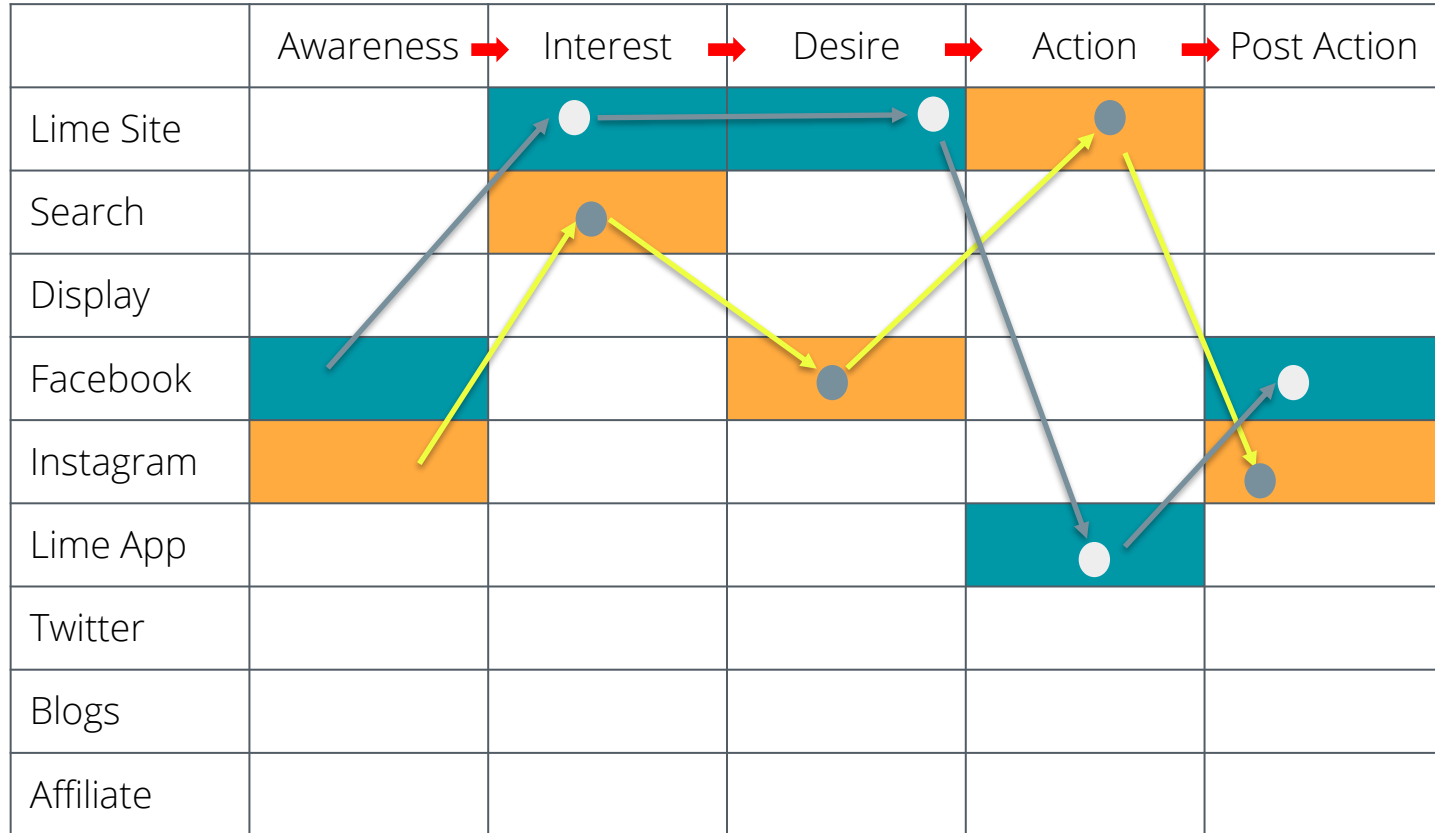 Awareness Interest Desire Action Post Action
Lime Site
Search
Display
Facebook
Instagram
Lime App
Twitter
Blogs
Affiliate